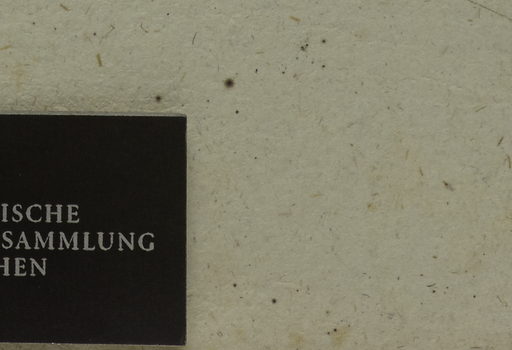 ISCHE
SAMMLUNG
HEN